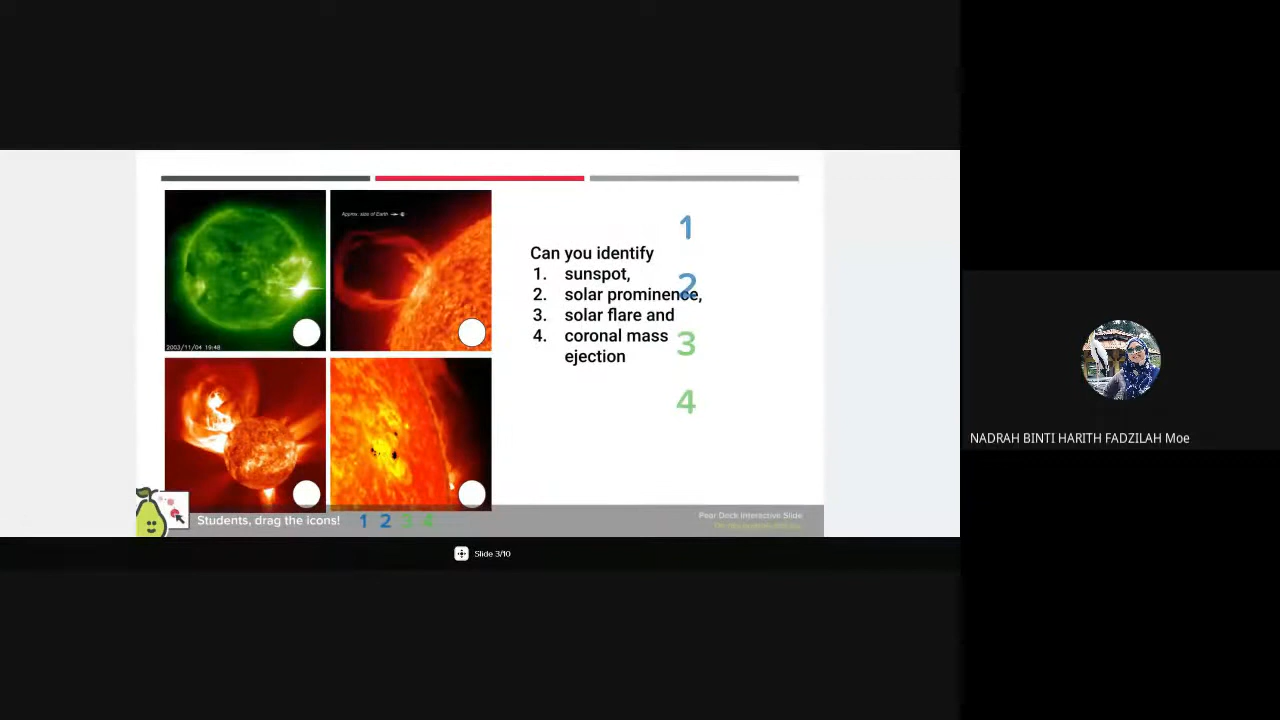 Approx. size of Earth
2003/11/04 19:48
Can you identify
1. sunspot,
2. solar prominence,
3. solar flare and
4. coronal mass
ejection
1
2
3
4
Students, drag the icons! 1 2 3 4
Pear Deck Interactive Slide
Slide 3/10
NADRAH BINTI HARITH FADZILAH Moe